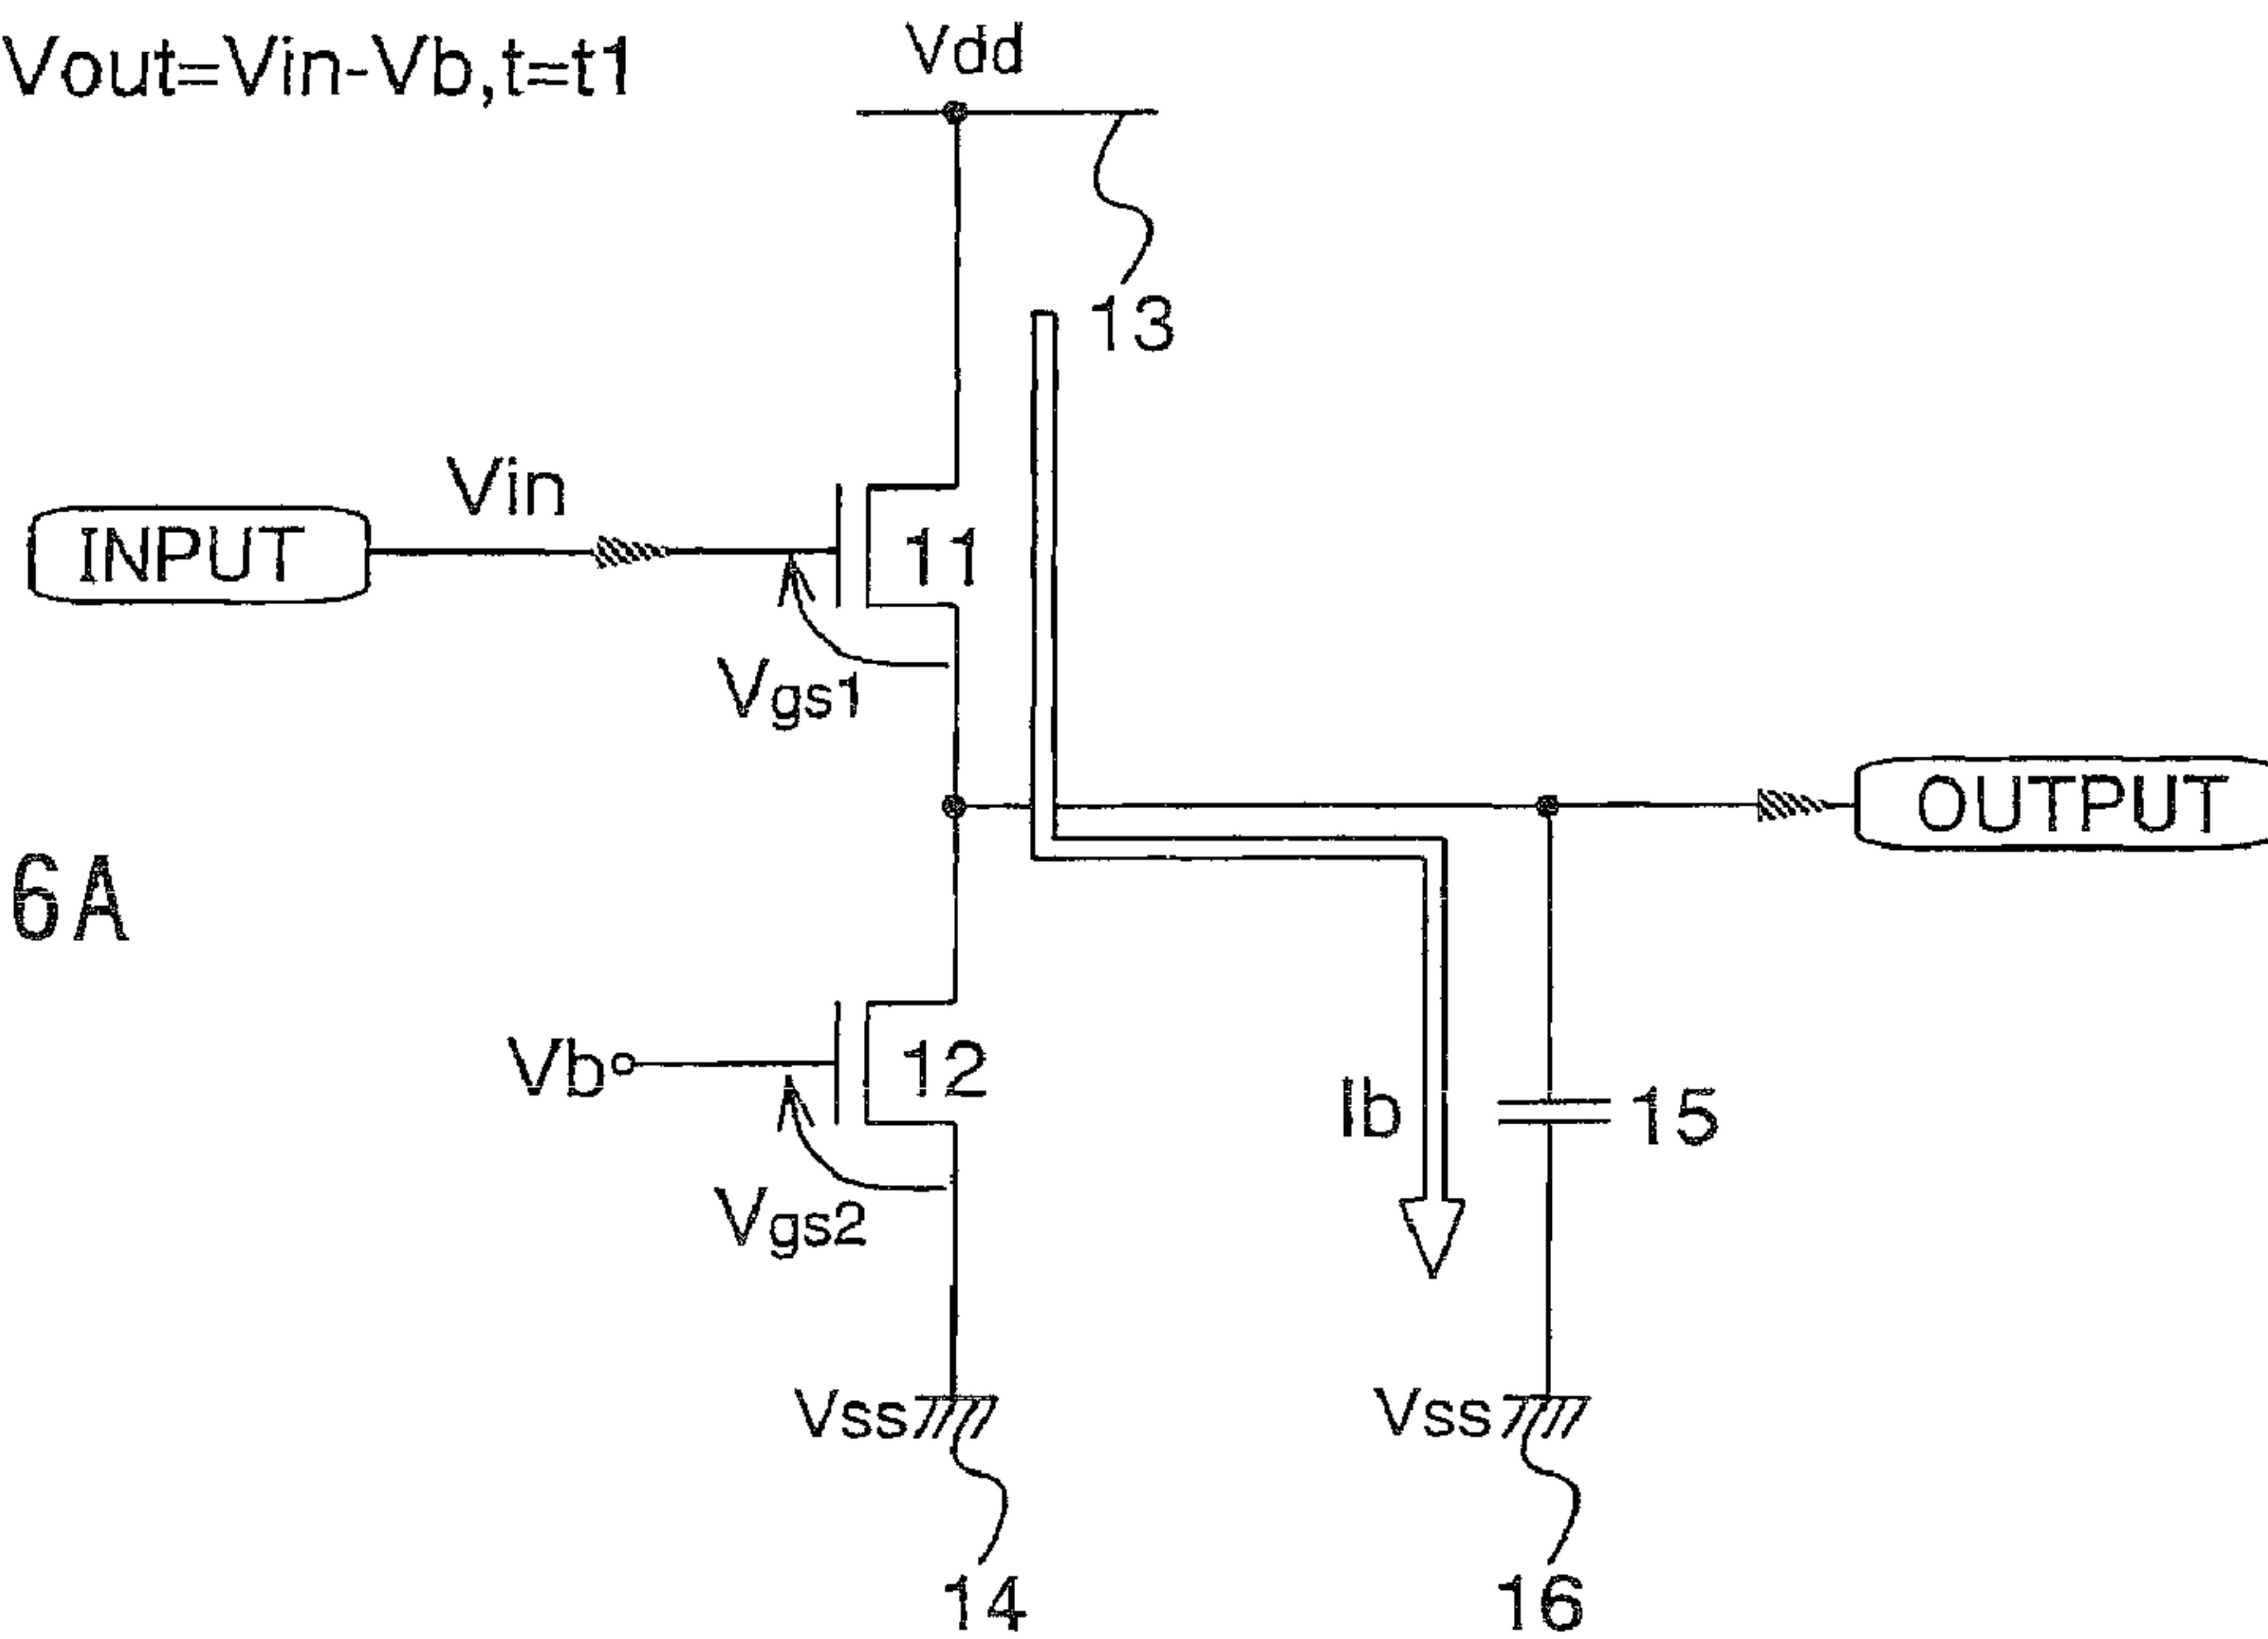 Vout=Vin-Vb,t=t1
Vdd
13
Vin
INPUT
11
Vgs1
OUTPUT
6A
Vb
12
Ib
15
Vgs2
Vss
Vss
14
16